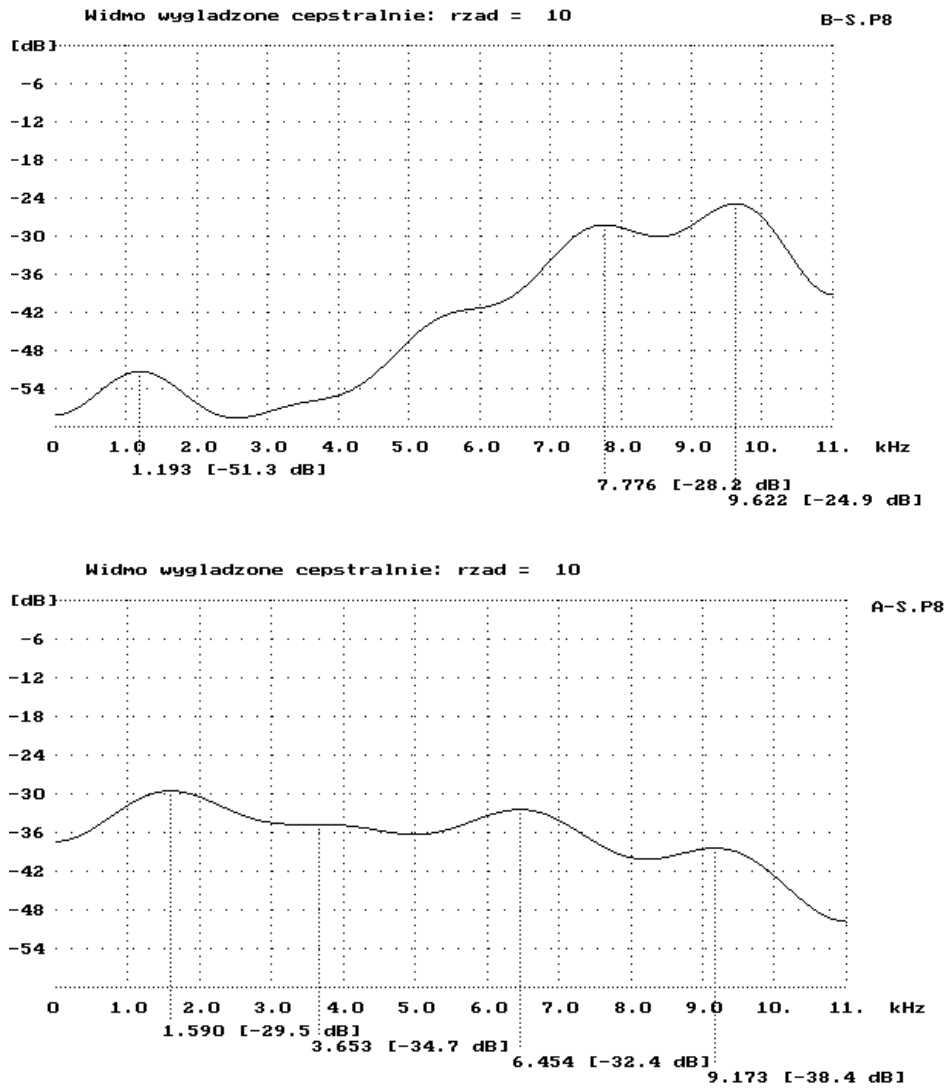 Widmo wygladzone cepstralnie: rzad = 10
B-S.P8
[dB]
-6
-12
-18
-24
-30
-36
-42
-48
-54
0 1.0 2.0 3.0 4.0 5.0 6.0 7.0 8.0 9.0 10. 11. kHz
1.193 [-51.3 dB]
7.776 [-28.2 dB]
9.622 [-24.9 dB]
Widmo wygladzone cepstralnie: rzad = 10
[dB]
A-S.P8
-6
-12
-18
-24
-30
-36
-42
-48
-54
0 1.0 2.0 3.0 4.0 5.0 6.0 7.0 8.0 9.0 10. 11. kHz
1.590 [-29.5 dB]
3.653 [-34.7 dB]
6.454 [-32.4 dB]
9.173 [-38.4 dB]